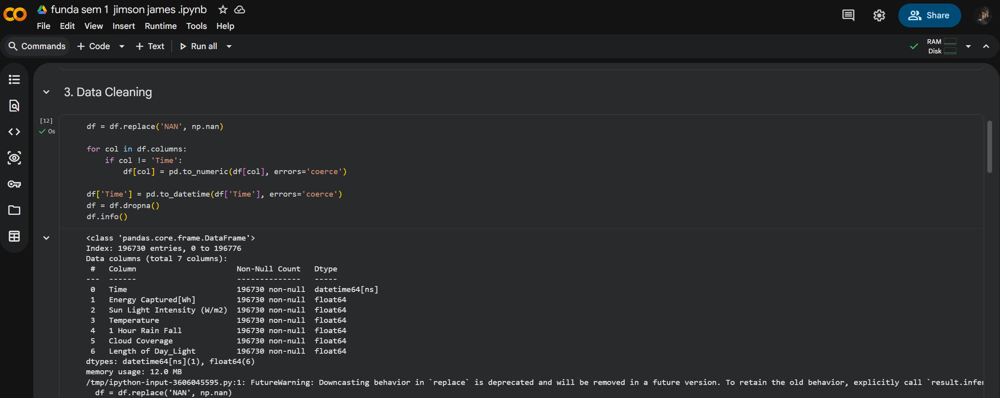 funda sem 1 jimson james .ipynb
File Edit View Insert Runtime Tools Help
Share
Commands + Code + Text Run all
RAM
Disk
3. Data Cleaning
[12]
0s
df = df.replace('NAN', np.nan)
for col in df.columns:
    if col != 'Time':
        df[col] = pd.to_numeric(df[col], errors='coerce')
df['Time'] = pd.to_datetime(df['Time'], errors='coerce')
df = df.dropna()
df.info()
<class 'pandas.core.frame.DataFrame'>
Index: 196730 entries, 0 to 196776
Data columns (total 7 columns):
 #   Column                      Non-Null Count   Dtype
---  ------                      --------------   -----
 0   Time                        196730 non-null  datetime64[ns]
 1   Energy Captured[Wh]         196730 non-null  float64
 2   Sun Light Intensity (W/m2)  196730 non-null  float64
 3   Temperature                 196730 non-null  float64
 4   1 Hour Rain Fall            196730 non-null  float64
 5   Cloud Coverage              196730 non-null  float64
 6   Length of Day_Light         196730 non-null  float64
dtypes: datetime64[ns](1), float64(6)
memory usage: 12.0 MB
/tmp/ipython-input-3606045595.py:1: FutureWarning: Downcasting behavior in `replace` is deprecated and will be removed in a future version. To retain the old behavior, explicitly call `result.infer
  df = df.replace('NAN', np.nan)